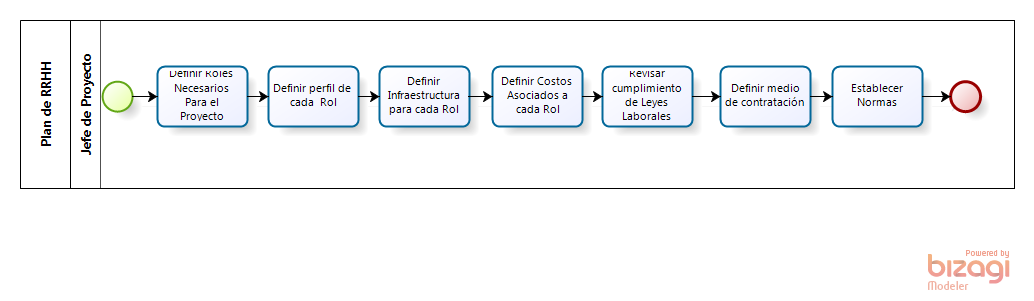 Plan de RRHH
Jefe de Proyecto
Definir Roles
Necesarios
Para el
Proyecto
Definir perfil de
cada Rol
Definir
Infraestructura
para cada Rol
Definir Costos
Asociados a
cada Rol
Revisar
cumplimiento
de Leyes
Laborales
Definir medio
de contratación
Establecer
Normas
Powered by
bizagi
Modeler